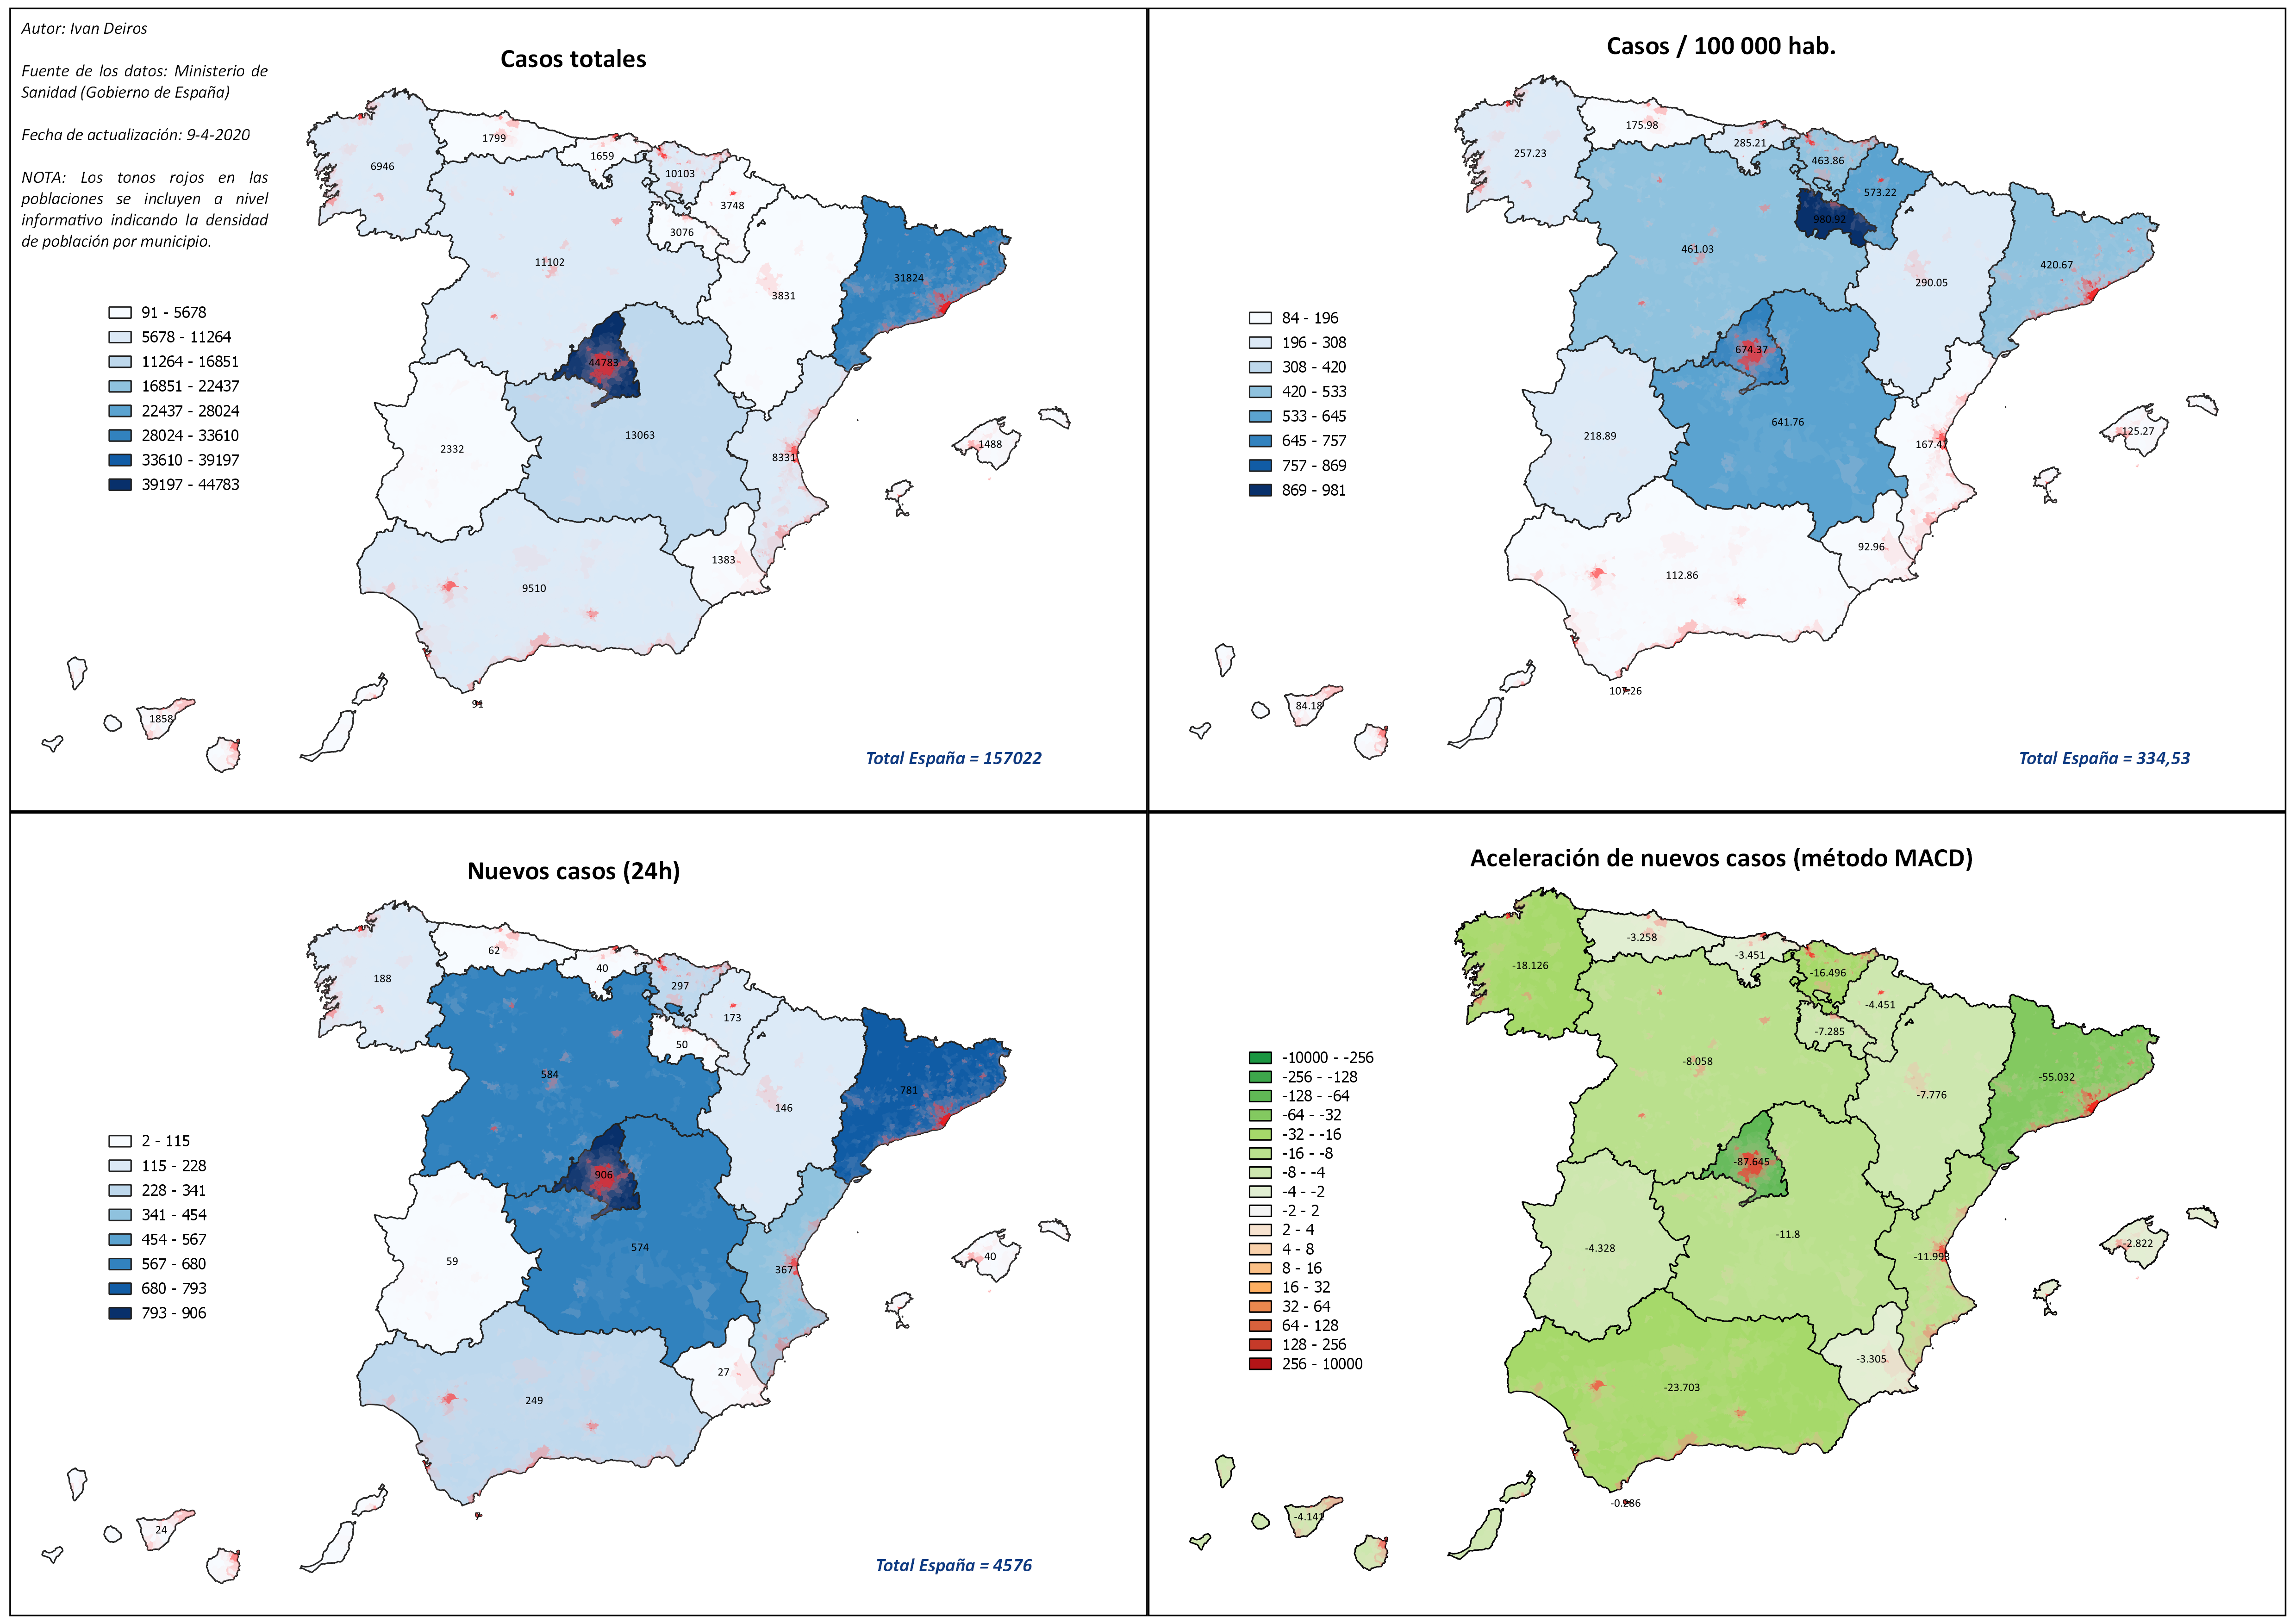 Autor: Ivan Deiros
Fuente de los datos: Ministerio de
Sanidad (Gobierno de España)
Fecha de actualización: 9-4-2020
NOTA: Los tonos rojos en las
poblaciones se incluyen a nivel
informativo indicando la densidad
de población por municipio.
Casos totales
91 - 5678
5678 - 11264
11264 - 16851
16851 - 22437
22437 - 28024
28024 - 33610
33610 - 39197
39197 - 44783
6946
1799
1659
10103
3748
3076
11102
3831
31824
44783
13063
2332
8331
1488
1383
9510
91
1858
Total España = 157022
Casos / 100 000 hab.
84 - 196
196 - 308
308 - 420
420 - 533
533 - 645
645 - 757
757 - 869
869 - 981
257.23
175.98
285.21
463.86
573.22
980.92
461.03
290.05
420.67
674.37
641.76
218.89
167.47
125.27
92.96
112.86
107.26
84.18
Total España = 334,53
Nuevos casos (24h)
2 - 115
115 - 228
228 - 341
341 - 454
454 - 567
567 - 680
680 - 793
793 - 906
188
62
40
297
173
50
584
146
781
906
574
59
367
40
27
249
24
Total España = 4576
Aceleración de nuevos casos (método MACD)
-10000 - -256
-256 - -128
-128 - -64
-64 - -32
-32 - -16
-16 - -8
-8 - -4
-4 - -2
-2 - 2
2 - 4
4 - 8
8 - 16
16 - 32
32 - 64
64 - 128
128 - 256
256 - 10000
-18.126
-3.258
-3.451
-16.496
-4.451
-7.285
-8.058
-7.776
-55.032
-87.645
-11.8
-4.328
-11.993
-2.822
-3.305
-23.703
-0.286
-4.141